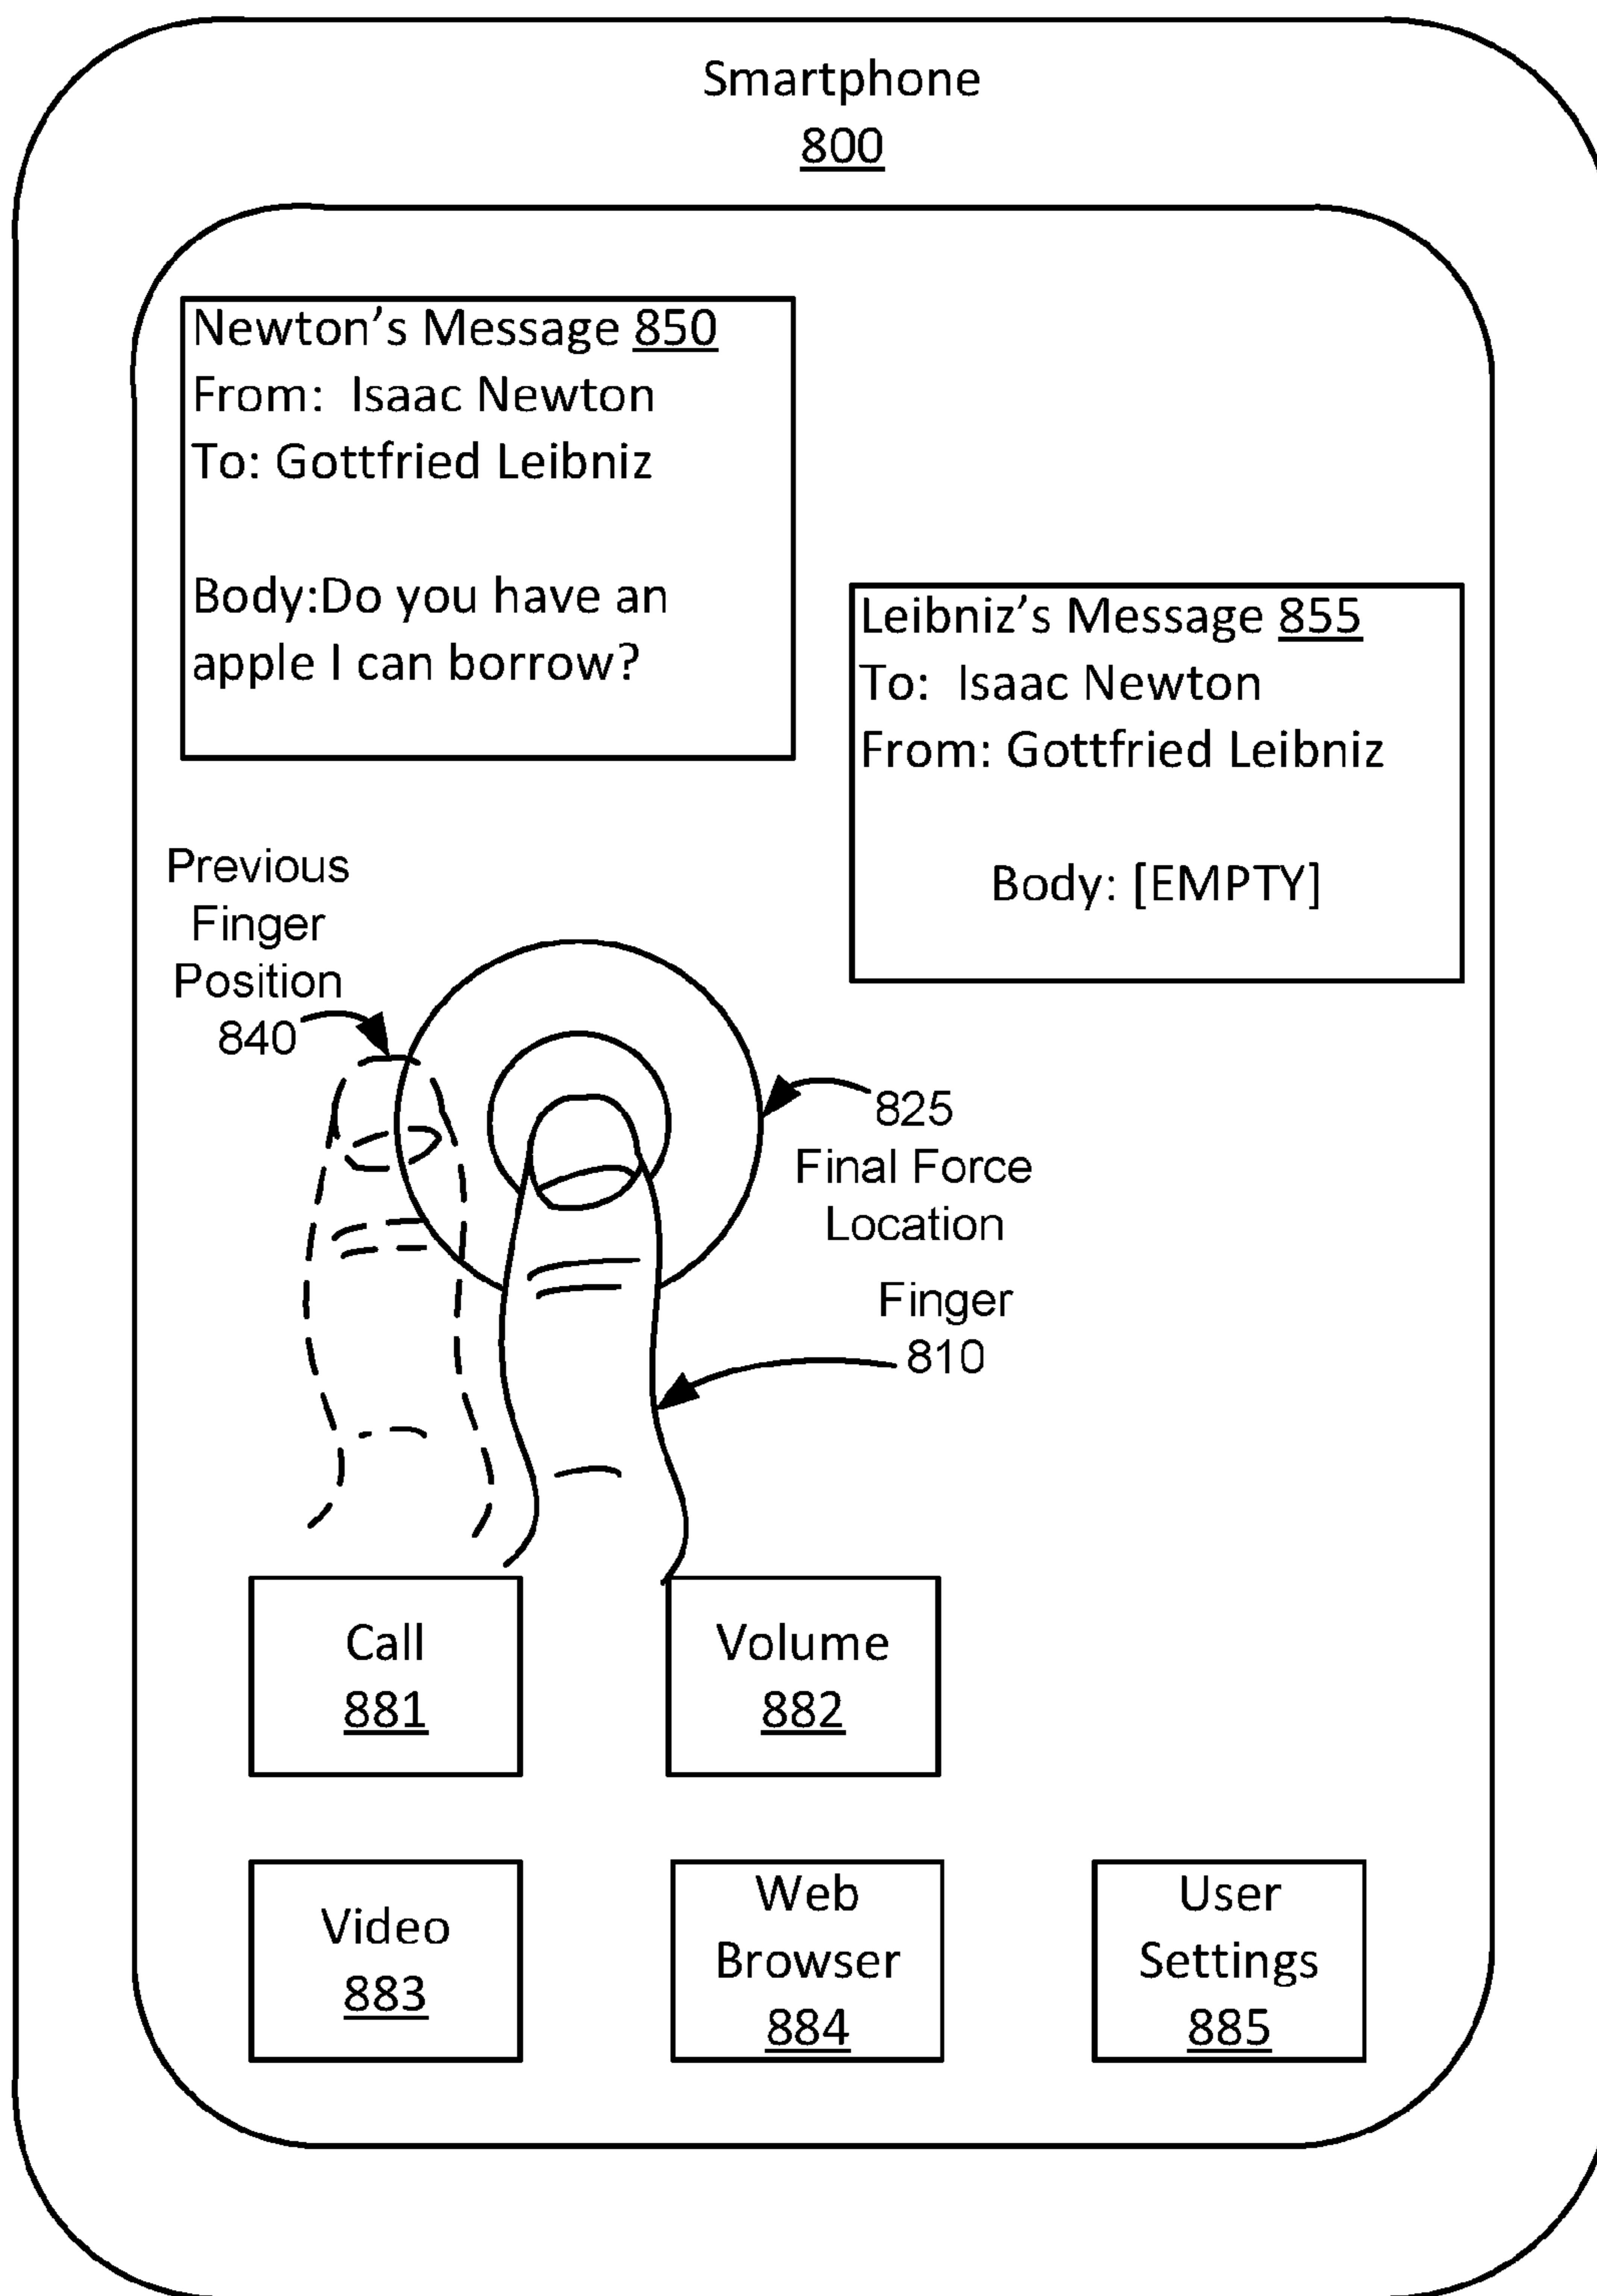 Smartphone
800
Newton's Message 850
From: Isaac Newton
To: Gottfried Leibniz
Body:Do you have an
apple I can borrow?
Leibniz's Message 855
To: Isaac Newton
From: Gottfried Leibniz
Body: [EMPTY]
Previous
Finger
Position
840
825
Final Force
Location
Finger
810
Call
881
Volume
882
Video
883
Web
Browser
884
User
Settings
885